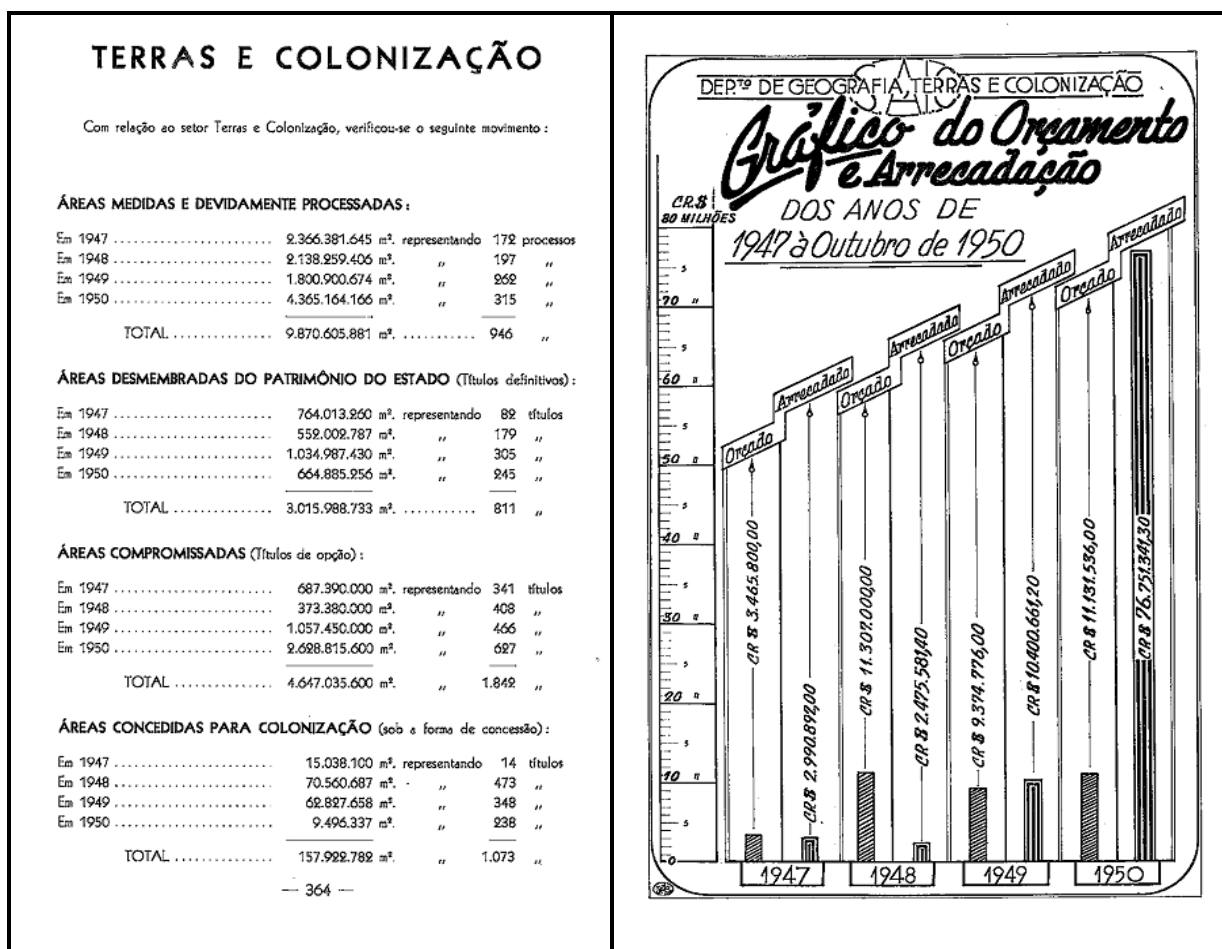 TERRAS E COLONIZAÇÃO
Com relação ao setor Terras e Colonização, verificou-se o seguinte movimento :
ÁREAS MEDIDAS E DEVIDAMENTE PROCESSADAS :
Em 1947 ........................ 2.366.381.645 m². representando 172 processos
Em 1948 ........................ 2.138.259.406 m². „ 197 „
Em 1949 ........................ 1.800.900.674 m². „ 262 „
Em 1950 ........................ 4.365.164.166 m². „ 315 „
TOTAL ............... 9.870.605.881 m². ........... 946 „
ÁREAS DESMEMBRADAS DO PATRIMÔNIO DO ESTADO (Títulos definitivos) :
Em 1947 ........................ 764.013.260 m². representando 82 títulos
Em 1948 ........................ 552.002.787 m². „ 179 „
Em 1949 ........................ 1.034.987.430 m². „ 305 „
Em 1950 ........................ 664.885.256 m². „ 245 „
TOTAL ............... 3.015.988.733 m². ........... 811 „
ÁREAS COMPROMISSADAS (Títulos de opção) :
Em 1947 ........................ 687.390.000 m². representando 341 títulos
Em 1948 ........................ 373.380.000 m². „ 408 „
Em 1949 ........................ 1.057.450.000 m². „ 466 „
Em 1950 ........................ 2.628.815.600 m². „ 627 „
TOTAL ............... 4.647.035.600 m². „ 1.842 „
ÁREAS CONCEDIDAS PARA COLONIZAÇÃO (sob a forma de concessão) :
Em 1947 ........................ 15.038.100 m². representando 14 títulos
Em 1948 ........................ 70.560.687 m². „ 473 „
Em 1949 ........................ 62.827.658 m². „ 348 „
Em 1950 ........................ 9.496.337 m². „ 238 „
TOTAL ............... 157.922.782 m². „ 1.073 „
— 364 —
DEP.TO DE GEOGRAFIA, TERRAS E COLONIZAÇÃO
Gráfico do Orçamento
e Arrecadação
DOS ANOS DE
1947 à Outubro de 1950
CR.$
80 MILHÕES
5
70 "
5
60 "
5
50 "
5
40 "
5
30 "
5
20 "
5
10 "
5
0
Orçado
Arrecadado
Orçado
Arrecadado
Orçado
Arrecadado
Orçado
Arrecadado
CR $ 3.465.800,00
CR $ 2.990.892,00
CR $ 11.307.000,00
CR $ 2.475.581,40
CR $ 9.374.776,00
CR $ 10.400.661,20
CR $ 11.131.536,00
CR $ 76.751.341,30
1947
1948
1949
1950